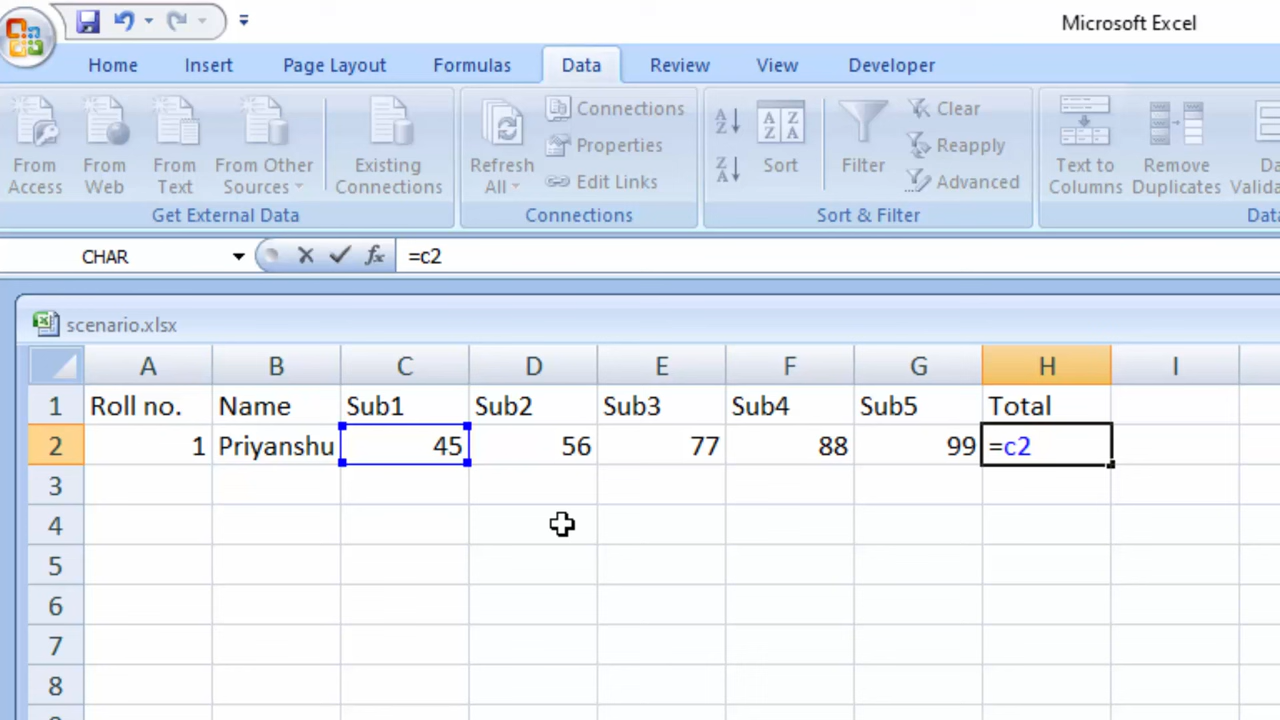 Microsoft Excel
Home Insert Page Layout Formulas Data Review View Developer
From Access From Web From Text From Other Sources Existing Connections
Get External Data
Refresh All Connections Properties Edit Links
Connections
A Z Z A A Z Z A Sort Filter Clear Reapply Advanced
Sort & Filter
Text to Columns Remove Duplicates
CHAR fx =c2
scenario.xlsx
A B C D E F G H I
1 Roll no. Name Sub1 Sub2 Sub3 Sub4 Sub5 Total
2 1 Priyanshu 45 56 77 88 99 =c2
3
4
5
6
7
8